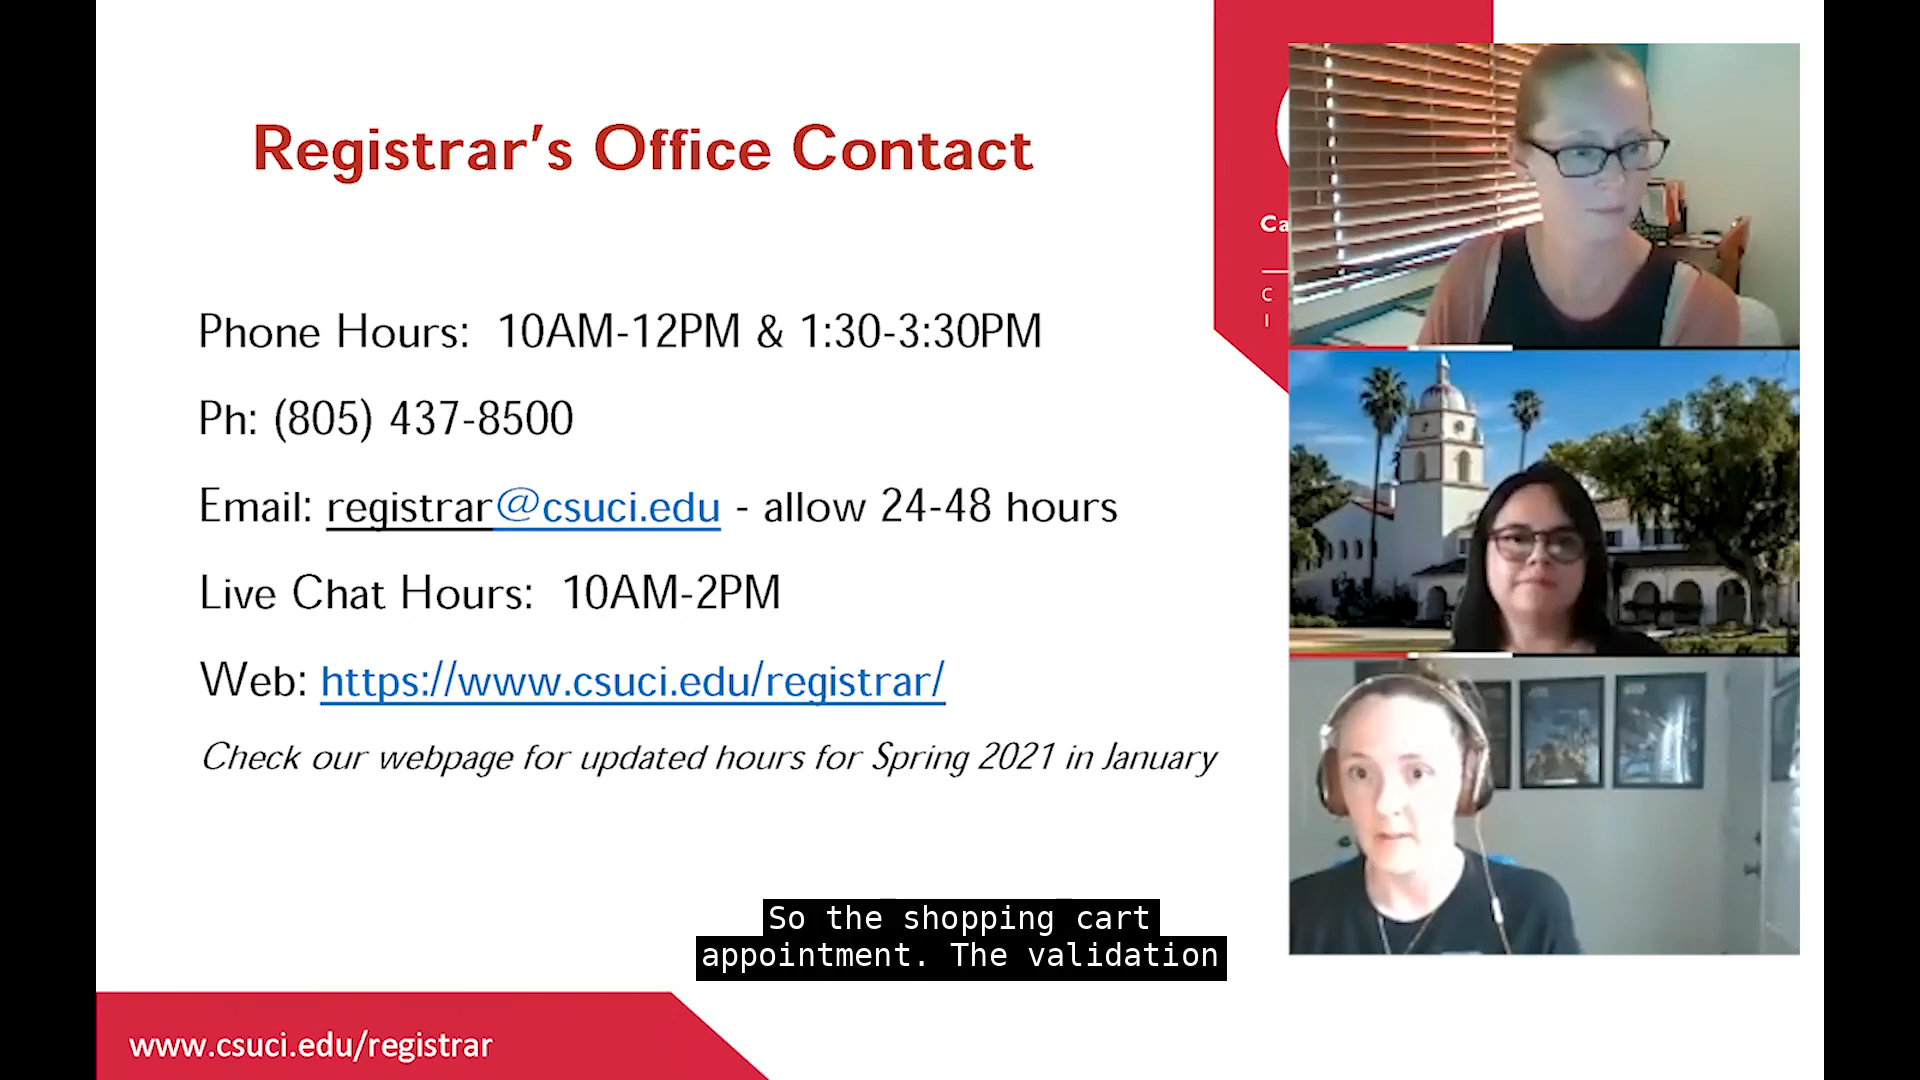 Registrar's Office Contact
Phone Hours:  10AM-12PM & 1:30-3:30PM
Ph: (805) 437-8500
Email: registrar@csuci.edu - allow 24-48 hours
Live Chat Hours:  10AM-2PM
Web: https://www.csuci.edu/registrar/
Check our webpage for updated hours for Spring 2021 in January
Ca
C
I
So the shopping cart
appointment. The validation
www.csuci.edu/registrar